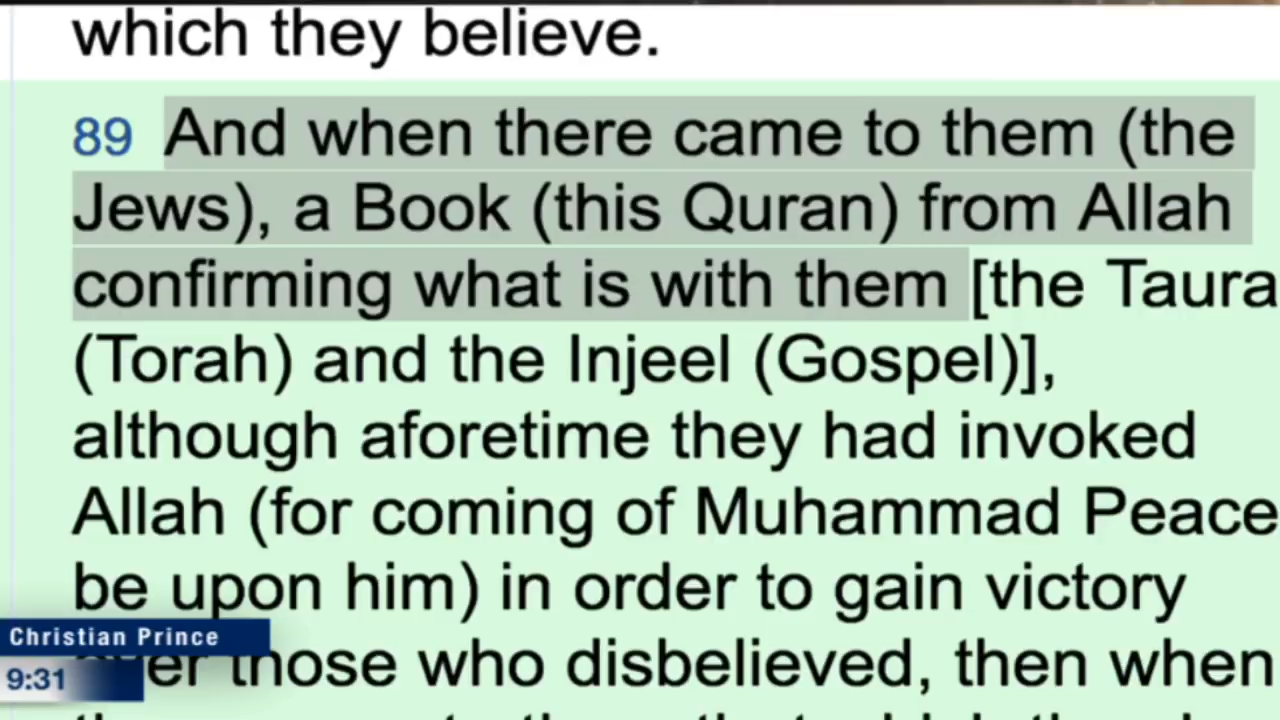 which they believe.
89 And when there came to them (the
Jews), a Book (this Quran) from Allah
confirming what is with them [the Taura
(Torah) and the Injeel (Gospel)],
although aforetime they had invoked
Allah (for coming of Muhammad Peace
be upon him) in order to gain victory
Christian Prince
those who disbelieved, then when
9:31